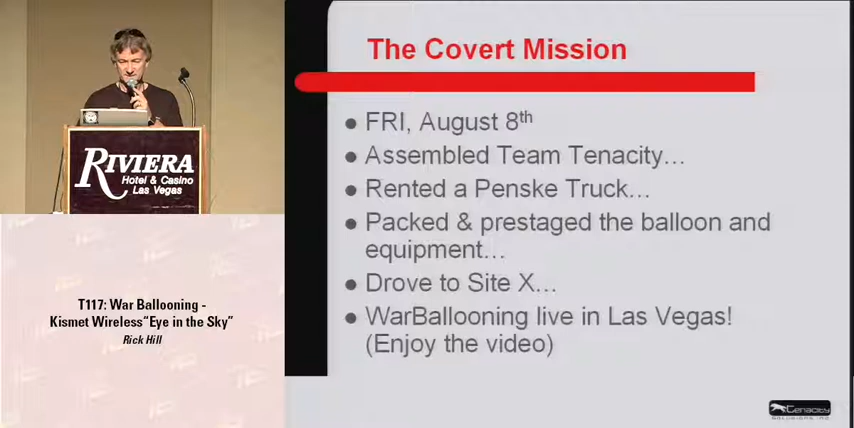 RIVIERA
Hotel & Casino
Las Vegas
T117: War Ballooning -
Kismet Wireless“Eye in the Sky”
Rick Hill
The Covert Mission
● FRI, August 8th
● Assembled Team Tenacity...
● Rented a Penske Truck...
● Packed & prestaged the balloon and
equipment...
● Drove to Site X...
● WarBallooning live in Las Vegas!
(Enjoy the video)
Tenacity
SOLUTIONS INC